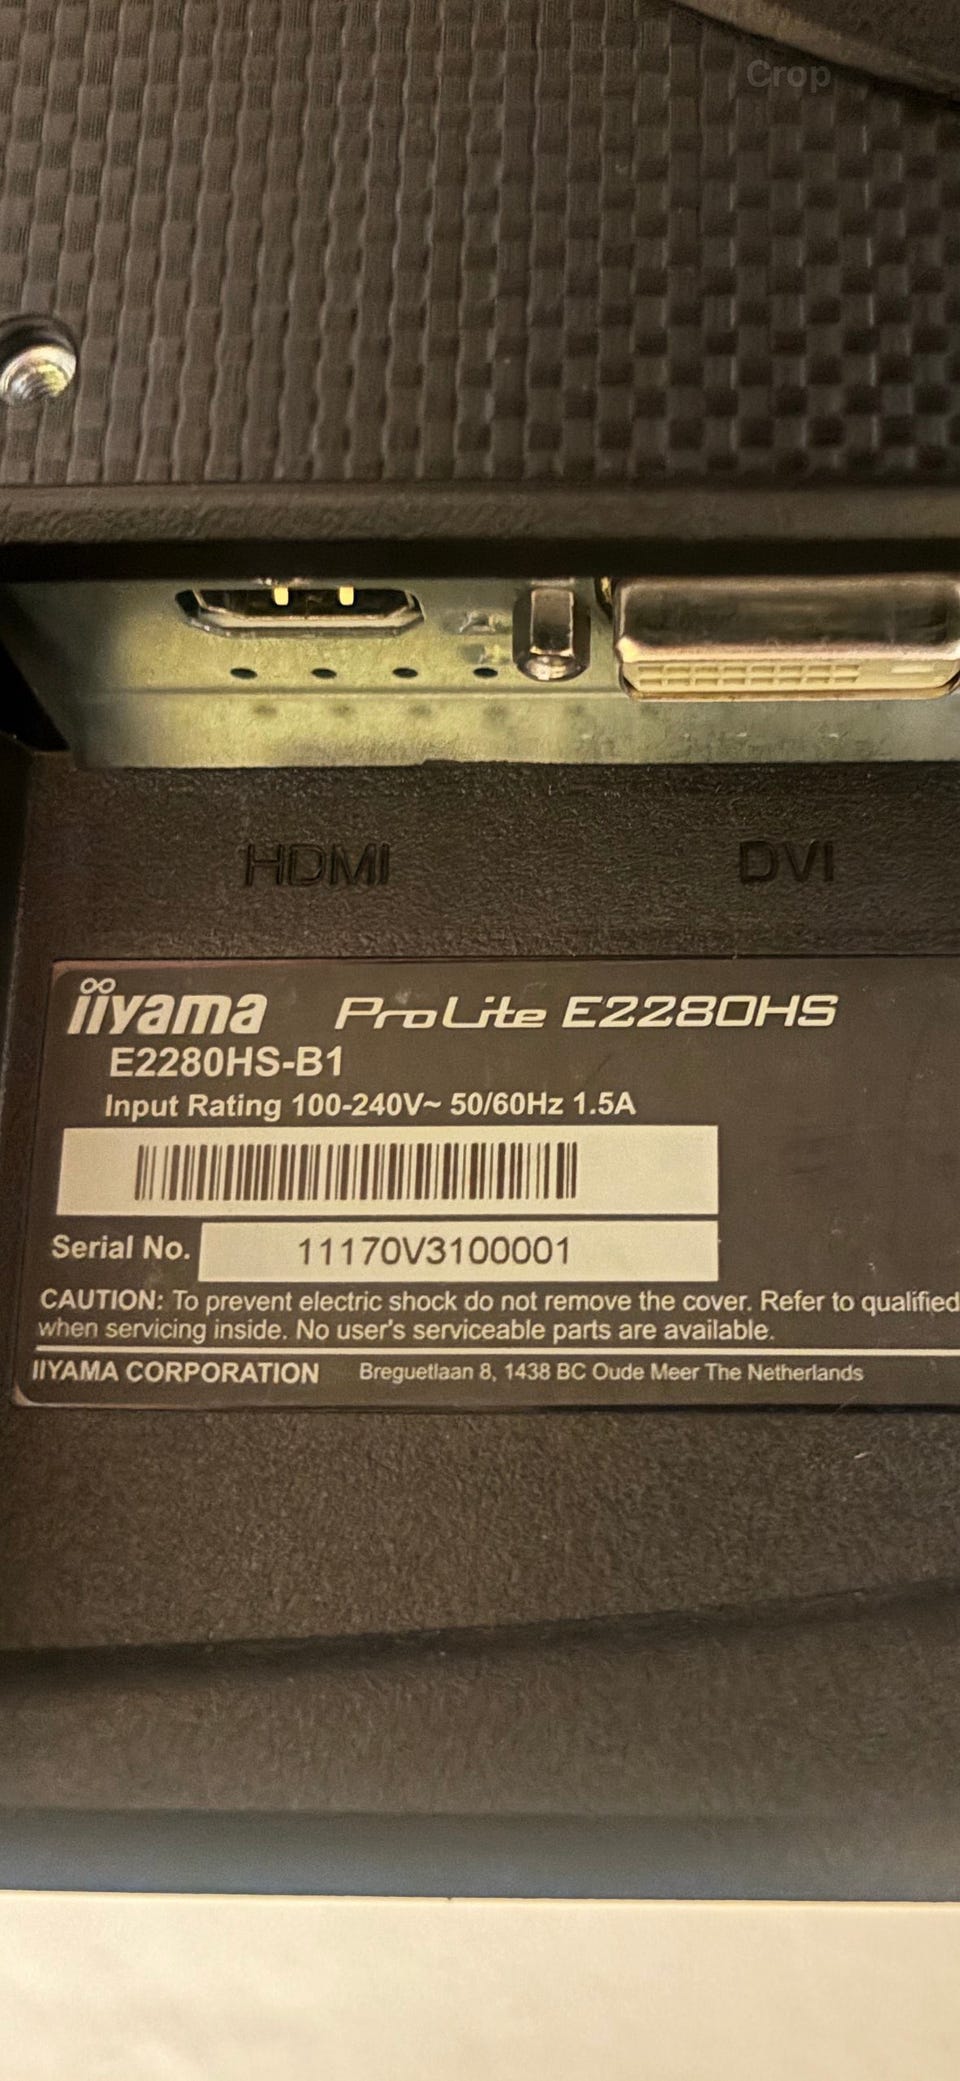 Crop
HDMI DVI
iiyama ProLite E2280HS
E2280HS-B1
Input Rating 100-240V~ 50/60Hz 1.5A
Serial No. 11170V3100001
CAUTION: To prevent electric shock do not remove the cover. Refer to qualified
when servicing inside. No user's serviceable parts are available.
IIYAMA CORPORATION Breguetlaan 8, 1438 BC Oude Meer The Netherlands